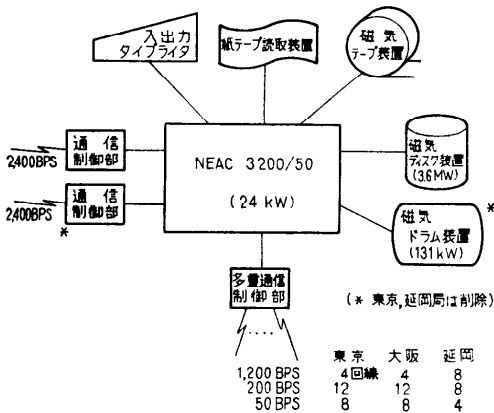 入出力
タイプライタ
紙テープ読取装置
磁気
テープ装置
2,400BPS
通信
制御部
NEAC 3200/50
(24 kW)
磁気
ディスク装置
(3.6MW)
2,400BPS
通信
制御部
*
磁気
ドラム装置
(131kW)
*
多重通信
制御部
(* 東京,延岡局は削除)
東京 大阪 延岡
1,200 BPS 4回線 4 8
200 BPS 12 12 8
50 BPS 8 8 4